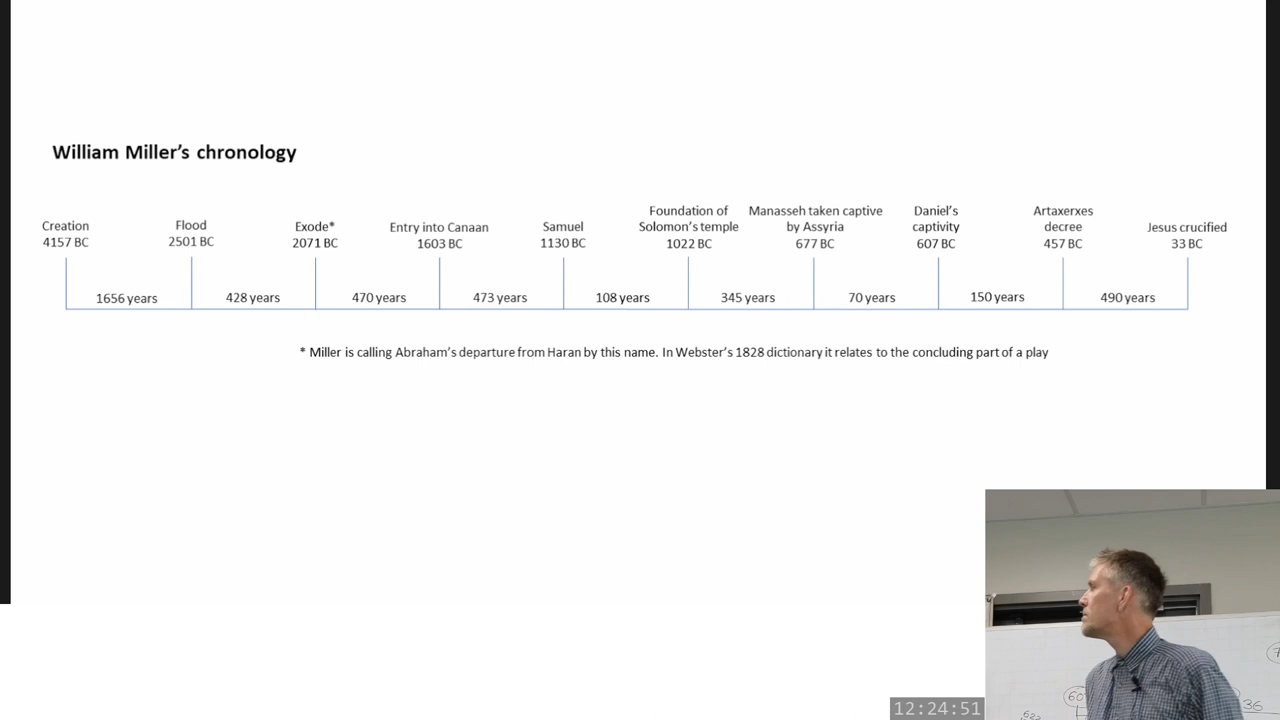 William Miller's chronology
Creation
4157 BC
Flood
2501 BC
Exode*
2071 BC
Entry into Canaan
1603 BC
Samuel
1130 BC
Foundation of
Solomon's temple
1022 BC
Manasseh taken captive
by Assyria
677 BC
Daniel's
captivity
607 BC
Artaxerxes
decree
457 BC
Jesus crucified
33 BC
1656 years
428 years
470 years
473 years
108 years
345 years
70 years
150 years
490 years
* Miller is calling Abraham's departure from Haran by this name. In Webster's 1828 dictionary it relates to the concluding part of a play
12:24:51
36